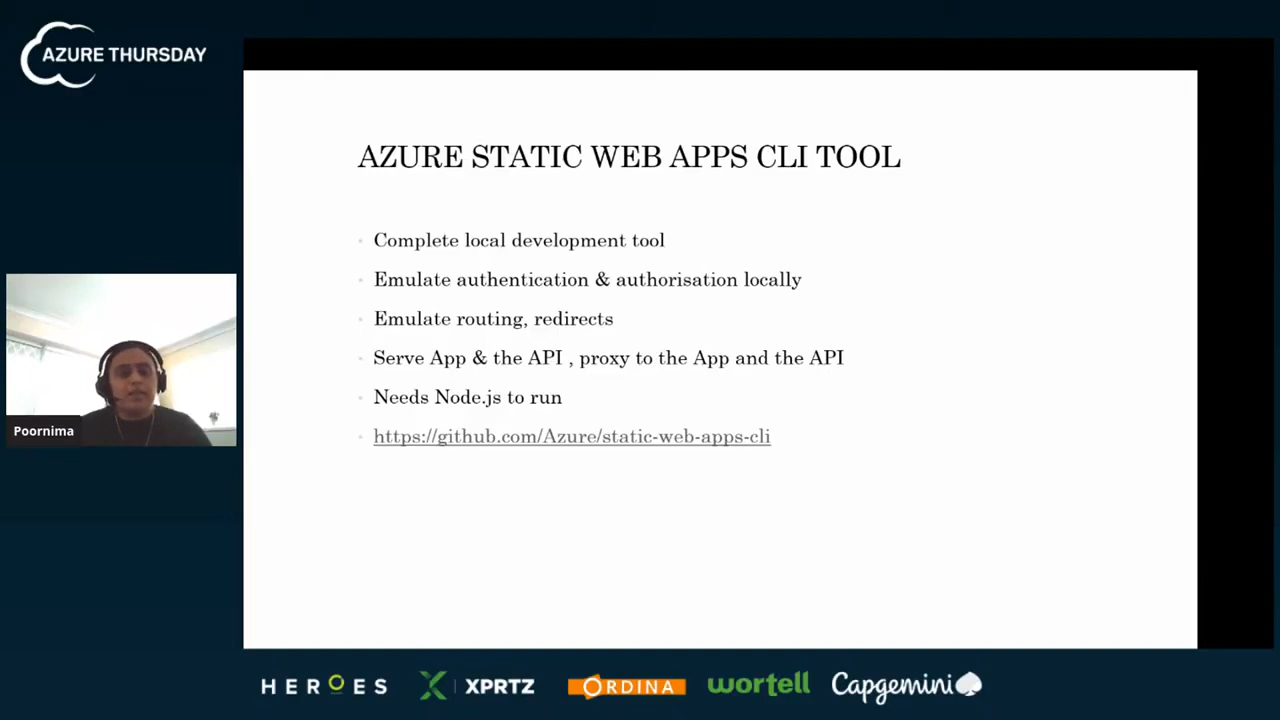 AZURE THURSDAY
AZURE STATIC WEB APPS CLI TOOL
Complete local development tool
Emulate authentication & authorisation locally
Emulate routing, redirects
Serve App & the API , proxy to the App and the API
Needs Node.js to run
https://github.com/Azure/static-web-apps-cli
Poornima
HEROES
XPRTZ
ORDINA
wortell
Capgemini